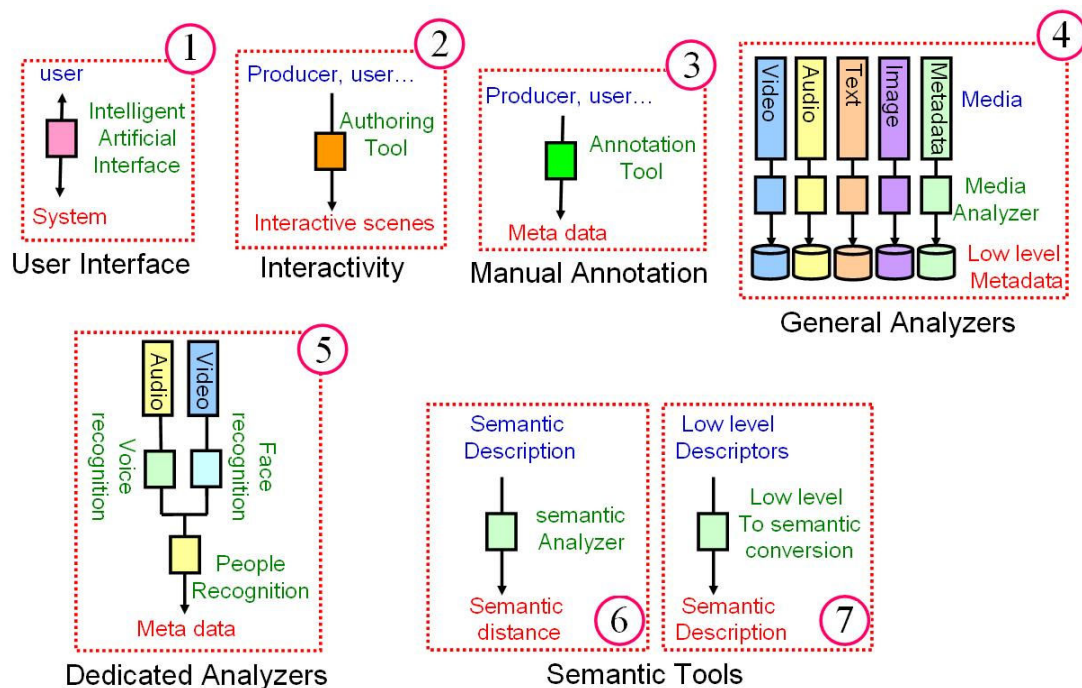 1
user
Intelligent
Artificial
Interface
System
User Interface
2
Producer, user…
Authoring
Tool
Interactive scenes
Interactivity
3
Producer, user…
Annotation
Tool
Meta data
Manual Annotation
4
Video
Audio
Text
Image
Metadata
Media
Media
Analyzer
Low level
Metadata
General Analyzers
5
Audio
Video
Voice
recognition
Face
recognition
People
Recognition
Meta data
Dedicated Analyzers
Semantic
Description
semantic
Analyzer
Semantic
distance
6
Low level
Descriptors
Low level
To semantic
conversion
Semantic
Description
7
Semantic Tools